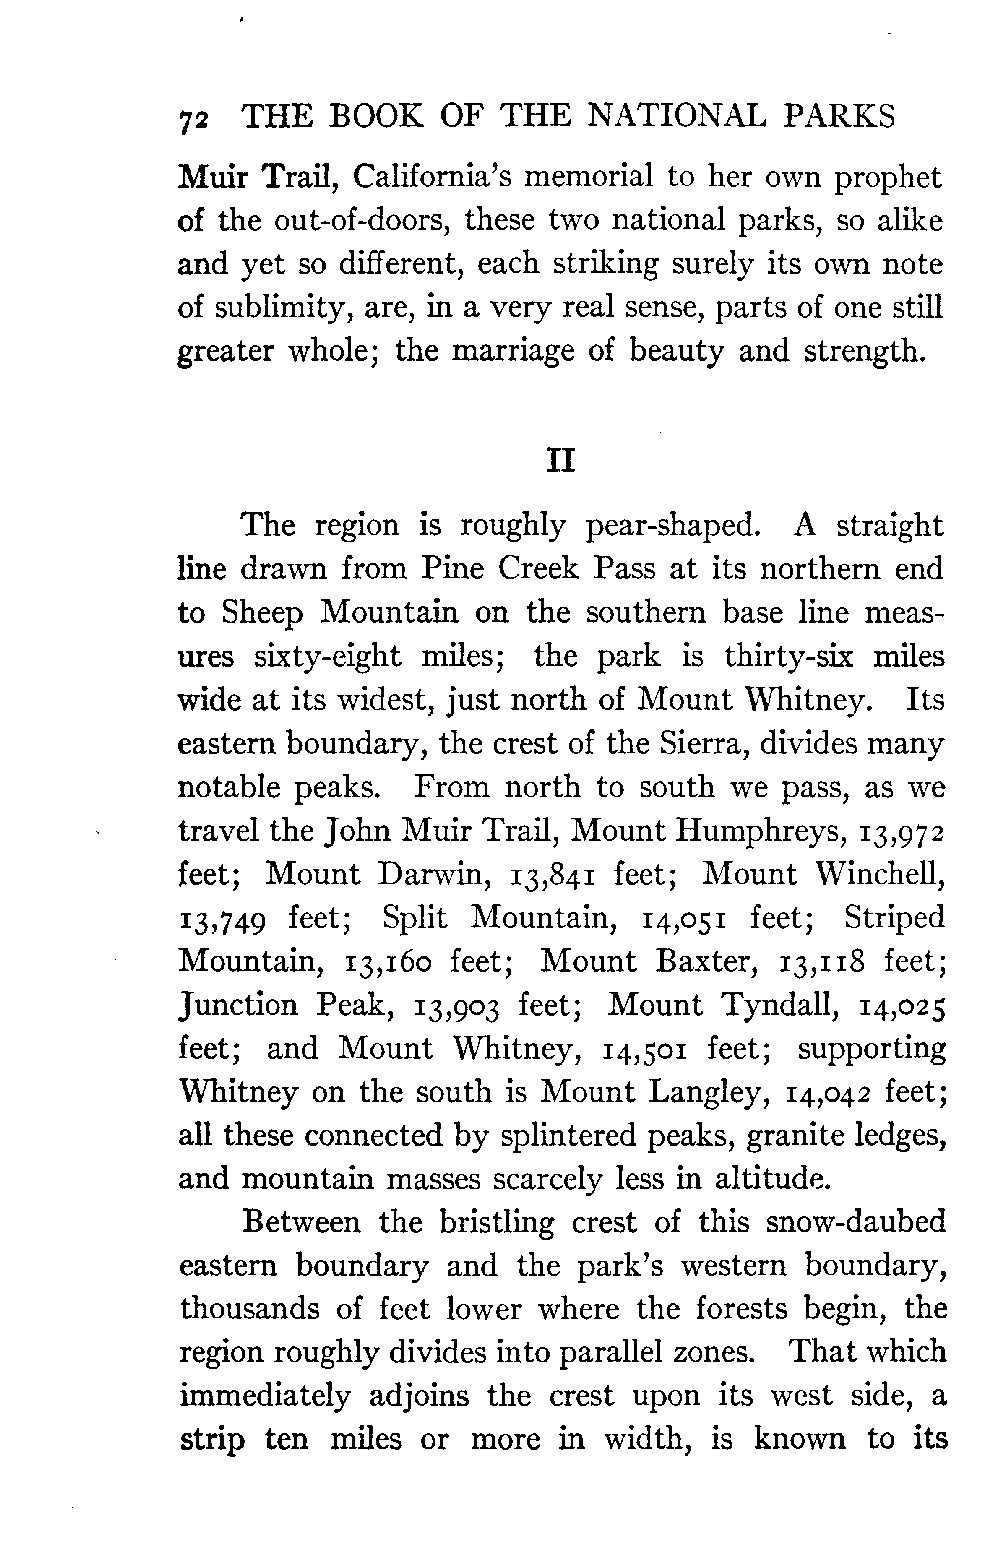 72 THE BOOK OF THE NATIONAL PARKS
Muir Trail, California's memorial to her own prophet
of the out-of-doors, these two national parks, so alike
and yet so different, each striking surely its own note
of sublimity, are, in a very real sense, parts of one still
greater whole; the marriage of beauty and strength.
II
The region is roughly pear-shaped. A straight
line drawn from Pine Creek Pass at its northern end
to Sheep Mountain on the southern base line meas-
ures sixty-eight miles; the park is thirty-six miles
wide at its widest, just north of Mount Whitney. Its
eastern boundary, the crest of the Sierra, divides many
notable peaks. From north to south we pass, as we
travel the John Muir Trail, Mount Humphreys, 13,972
feet; Mount Darwin, 13,841 feet; Mount Winchell,
13,749 feet; Split Mountain, 14,051 feet; Striped
Mountain, 13,160 feet; Mount Baxter, 13,118 feet;
Junction Peak, 13,903 feet; Mount Tyndall, 14,025
feet; and Mount Whitney, 14,501 feet; supporting
Whitney on the south is Mount Langley, 14,042 feet;
all these connected by splintered peaks, granite ledges,
and mountain masses scarcely less in altitude.
Between the bristling crest of this snow-daubed
eastern boundary and the park's western boundary,
thousands of feet lower where the forests begin, the
region roughly divides into parallel zones. That which
immediately adjoins the crest upon its west side, a
strip ten miles or more in width, is known to its